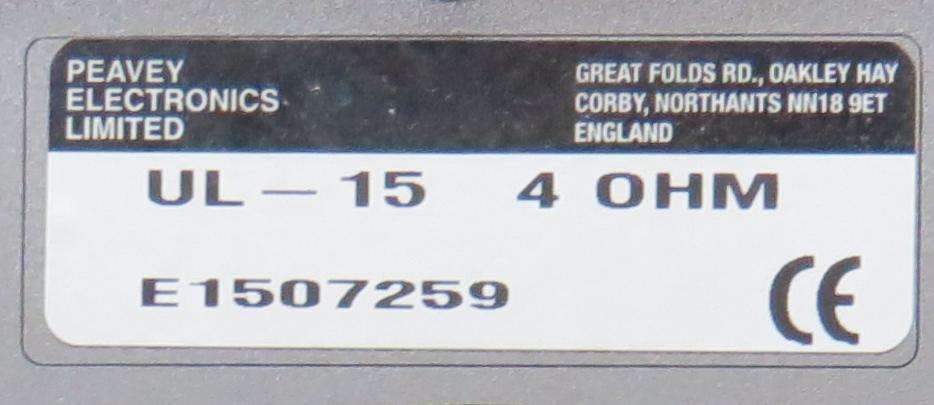 PEAVEY
ELECTRONICS
LIMITED
GREAT FOLDS RD., OAKLEY HAY
CORBY, NORTHANTS NN18 9ET
ENGLAND
UL – 15 4 OHM
E1507259
CE